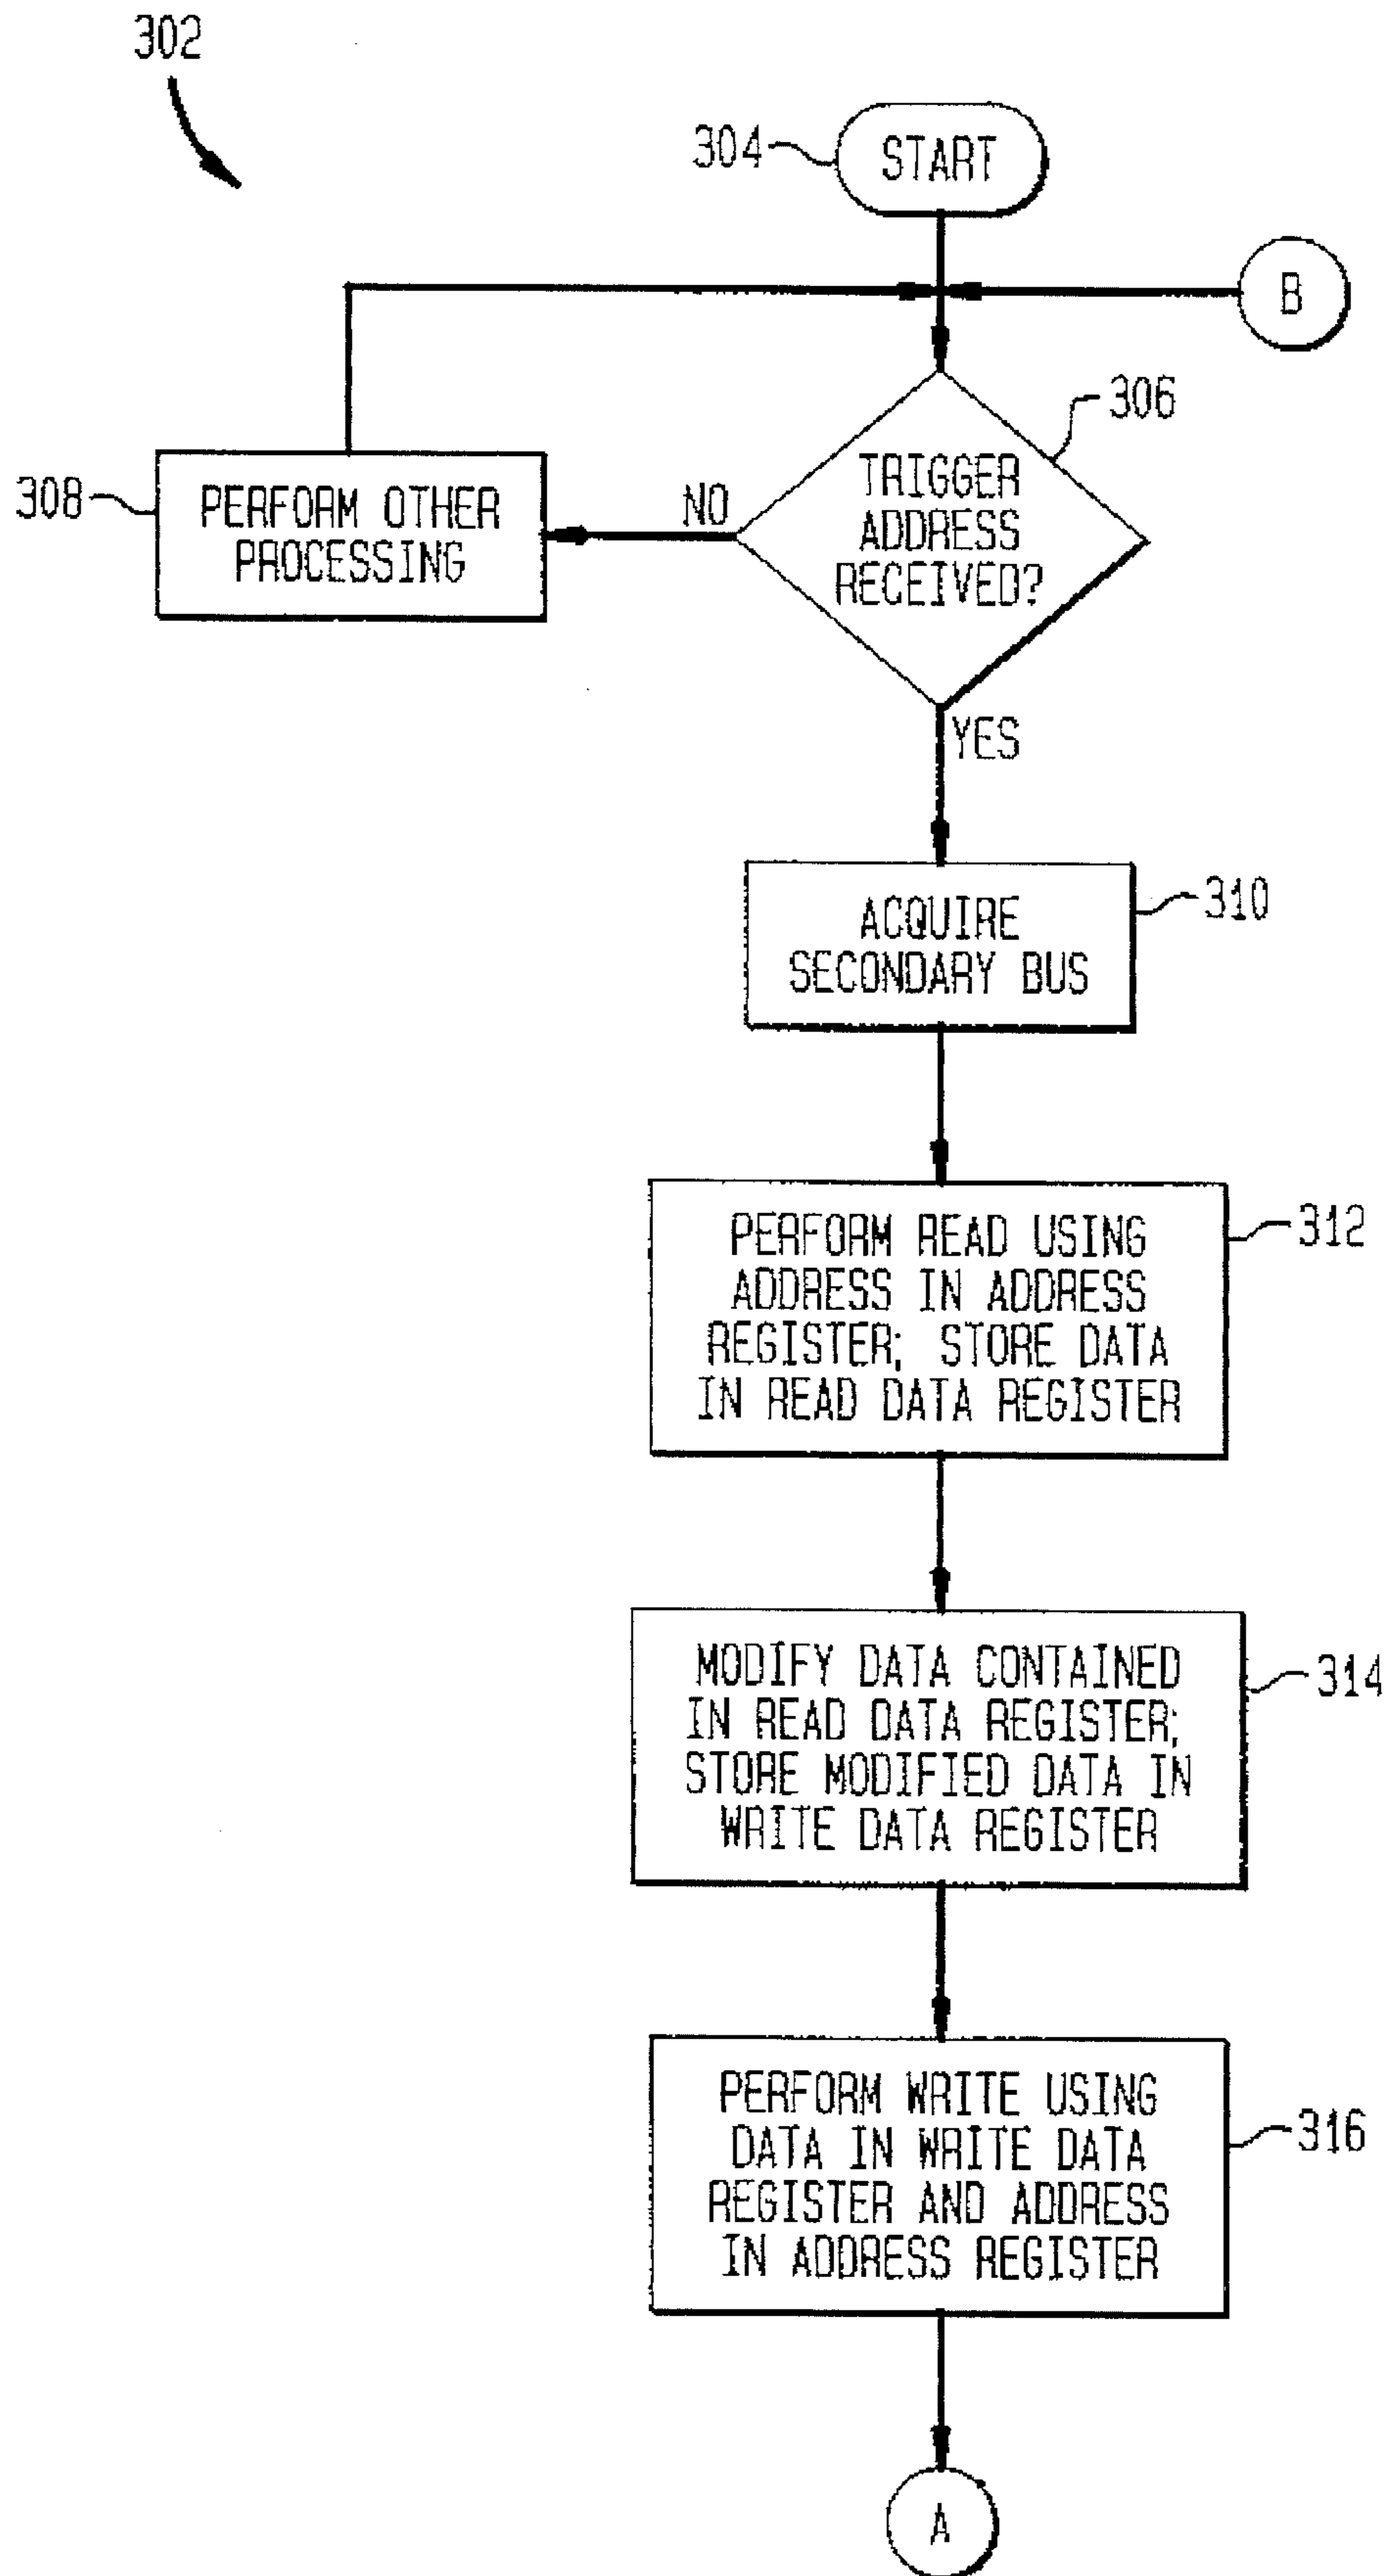 302
304
START
B
306
TRIGGER
ADDRESS
RECEIVED?
NO
308
PERFORM OTHER
PROCESSING
YES
310
ACQUIRE
SECONDARY BUS
312
PERFORM READ USING
ADDRESS IN ADDRESS
REGISTER; STORE DATA
IN READ DATA REGISTER
314
MODIFY DATA CONTAINED
IN READ DATA REGISTER;
STORE MODIFIED DATA IN
WRITE DATA REGISTER
316
PERFORM WRITE USING
DATA IN WRITE DATA
REGISTER AND ADDRESS
IN ADDRESS REGISTER
A